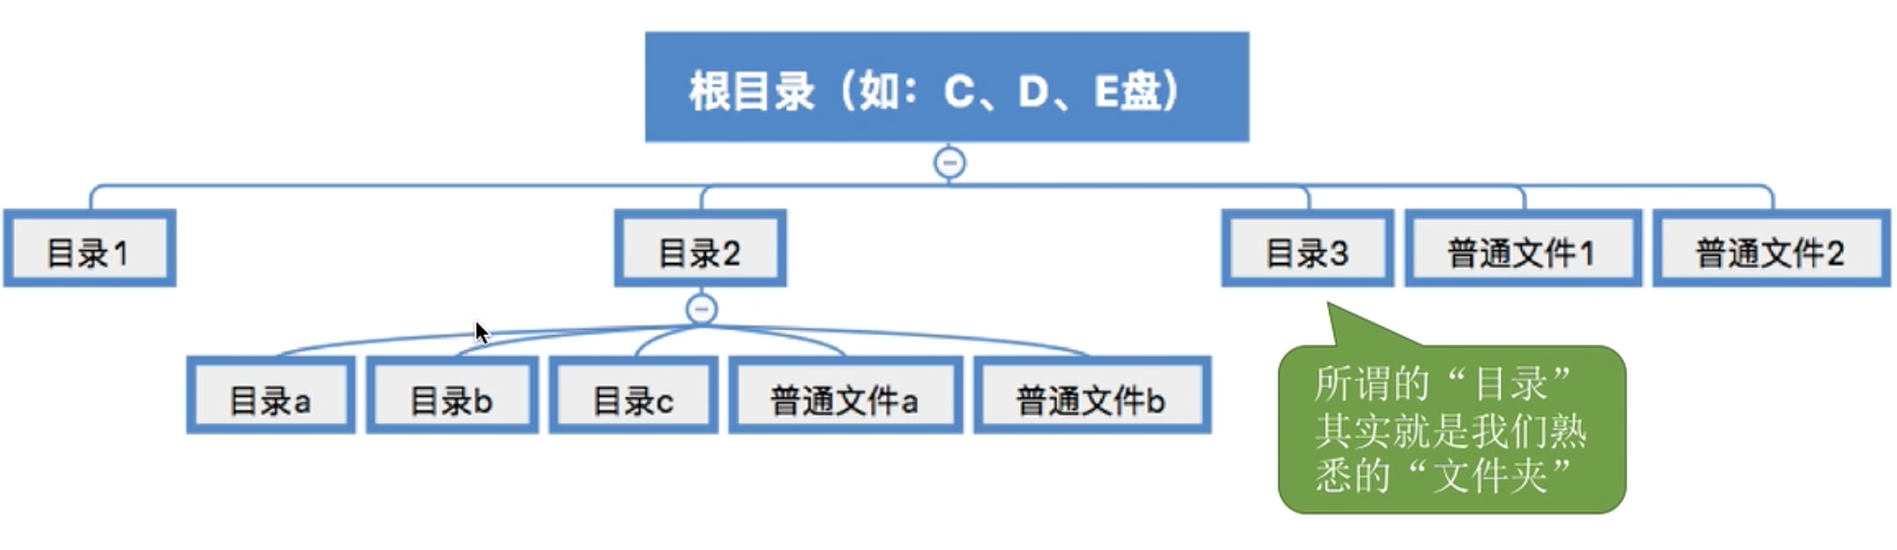 根目录（如：C、D、E盘）
目录1
目录2
目录3
普通文件1
普通文件2
目录a
目录b
目录c
普通文件a
普通文件b
所谓的“目录”
其实就是我们熟
悉的“文件夹”